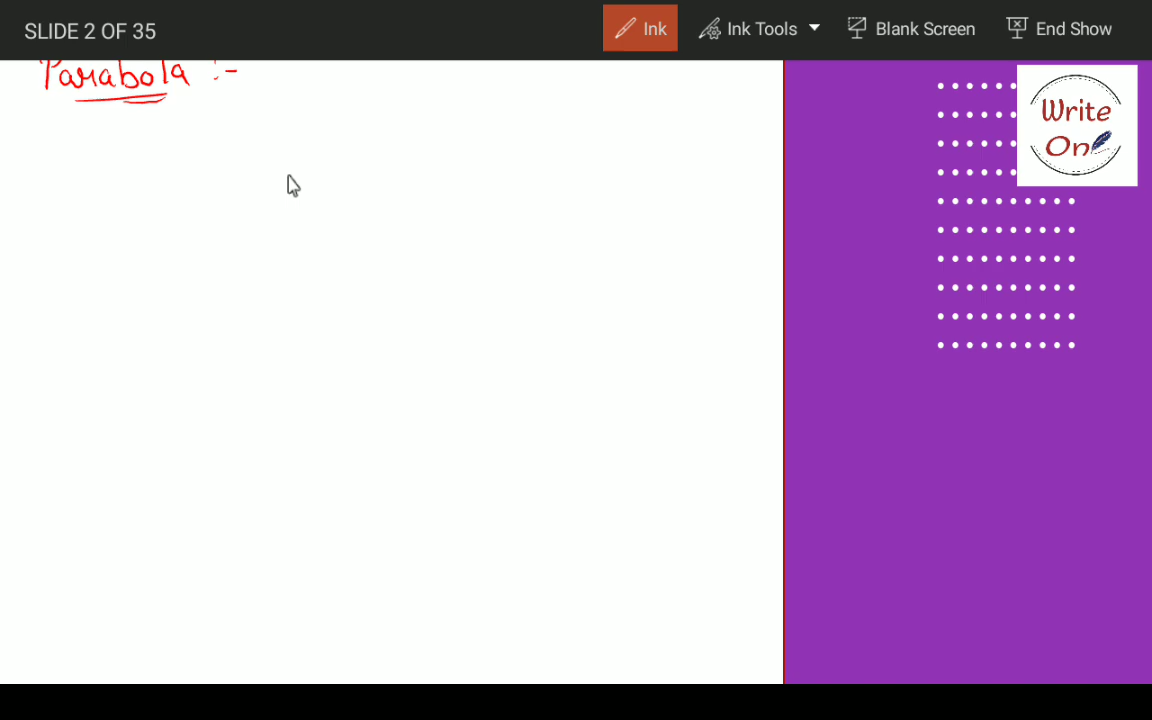 SLIDE 2 OF 35
Ink
Ink Tools
Blank Screen
End Show
Parabola :-
Write
On